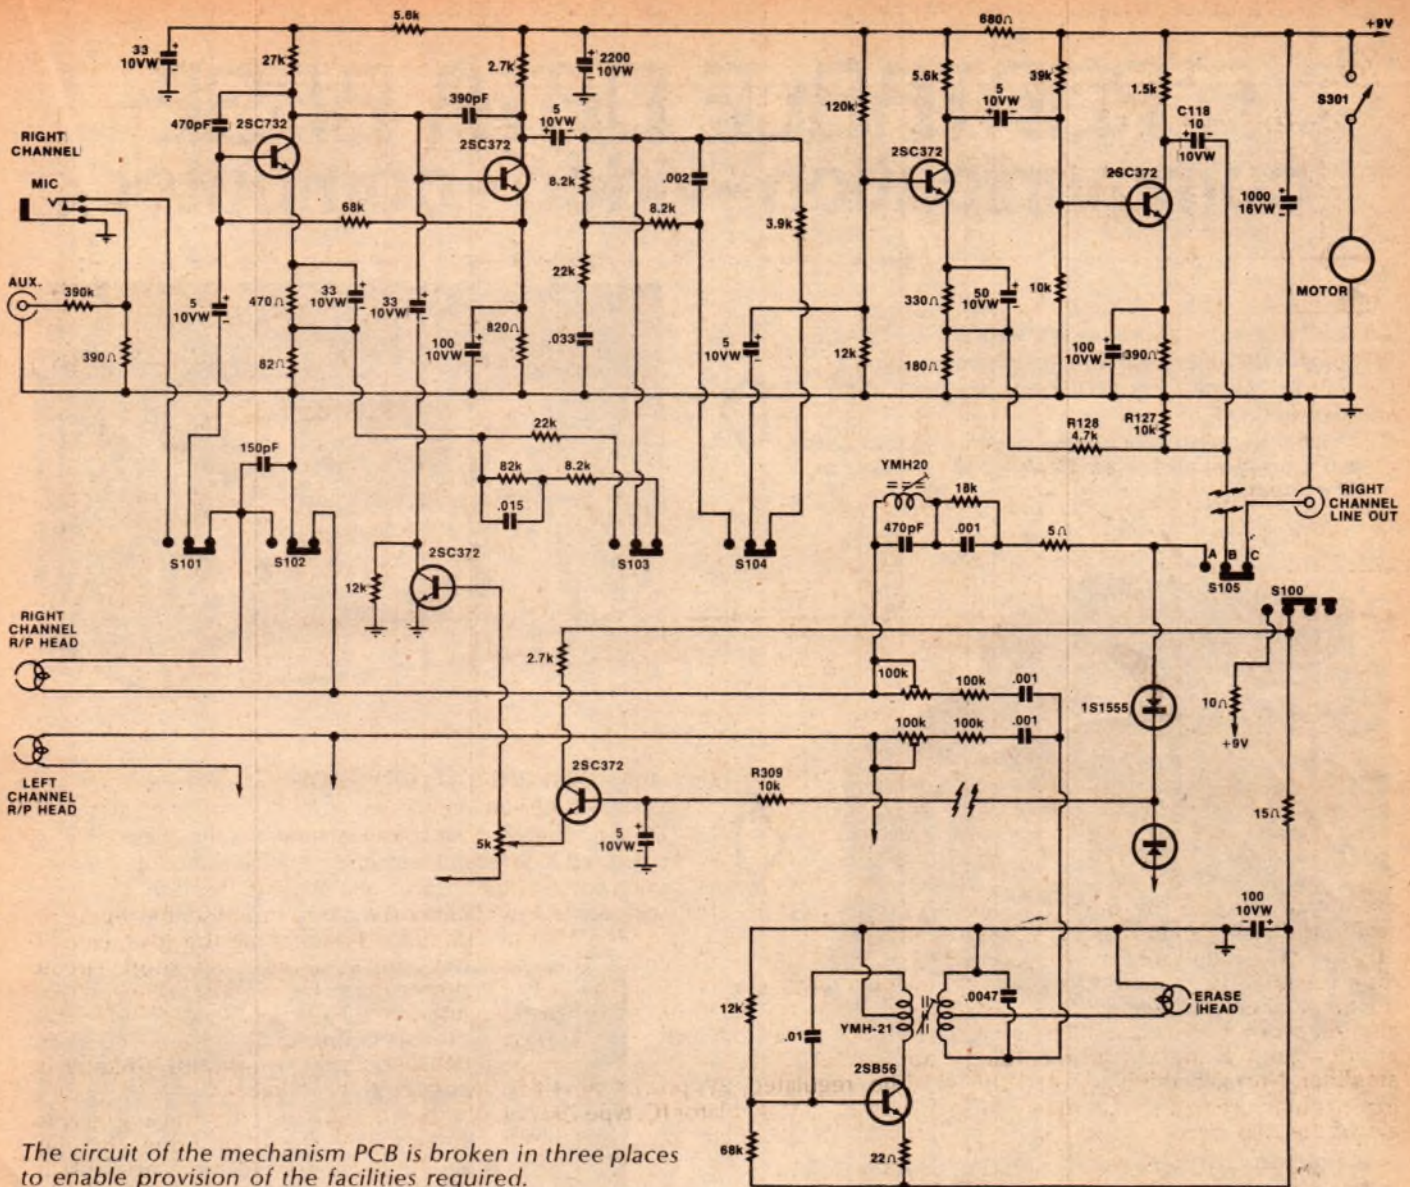 5.6k
680Ω
+9V
33
10VW
27k
2.7k
2200
10VW
5.6k
39k
1.5k
S301
390pF
5
10VW
120k
5
10VW
C118
10
10VW
470pF
2SC732
2SC372
2SC372
2SC372
RIGHT
CHANNEL
MIC
8.2k
.002
1000
16VW
68k
8.2k
3.9k
AUX.
390k
22k
MOTOR
5
10VW
470Ω
33
10VW
33
10VW
330Ω
50
10VW
10k
390Ω
82Ω
100
10VW
820Ω
.033
5
10VW
12k
180Ω
100
10VW
390Ω
150pF
22k
R128
4.7k
R127
10k
82k
8.2k
YMH20
18k
RIGHT
CHANNEL
LINE OUT
.015
470pF
.001
5Ω
A
B
C
S101
S102
2SC372
S103
S104
S105
S100
12k
RIGHT
CHANNEL
R/P HEAD
2.7k
100k
100k
.001
1S1555
10Ω
+9V
100k
100k
.001
LEFT
CHANNEL
R/P HEAD
2SC372
R309
10k
15Ω
5k
5
10VW
100
10VW
12k
.01
YMH-21
.0047
ERASE
HEAD
2SB56
68k
22Ω
The circuit of the mechanism PCB is broken in three places
to enable provision of the facilities required.